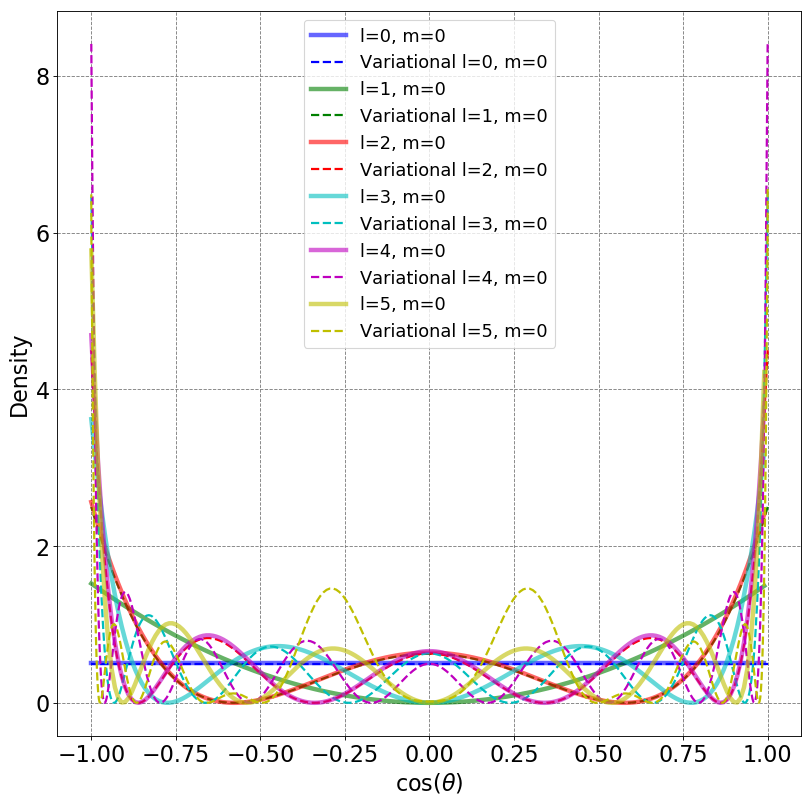 l=0, m=0
Variational l=0, m=0
l=1, m=0
Variational l=1, m=0
l=2, m=0
Variational l=2, m=0
l=3, m=0
Variational l=3, m=0
l=4, m=0
Variational l=4, m=0
l=5, m=0
Variational l=5, m=0
8
6
4
2
0
Density
−1.00 −0.75 −0.50 −0.25 0.00 0.25 0.50 0.75 1.00
cos(θ)